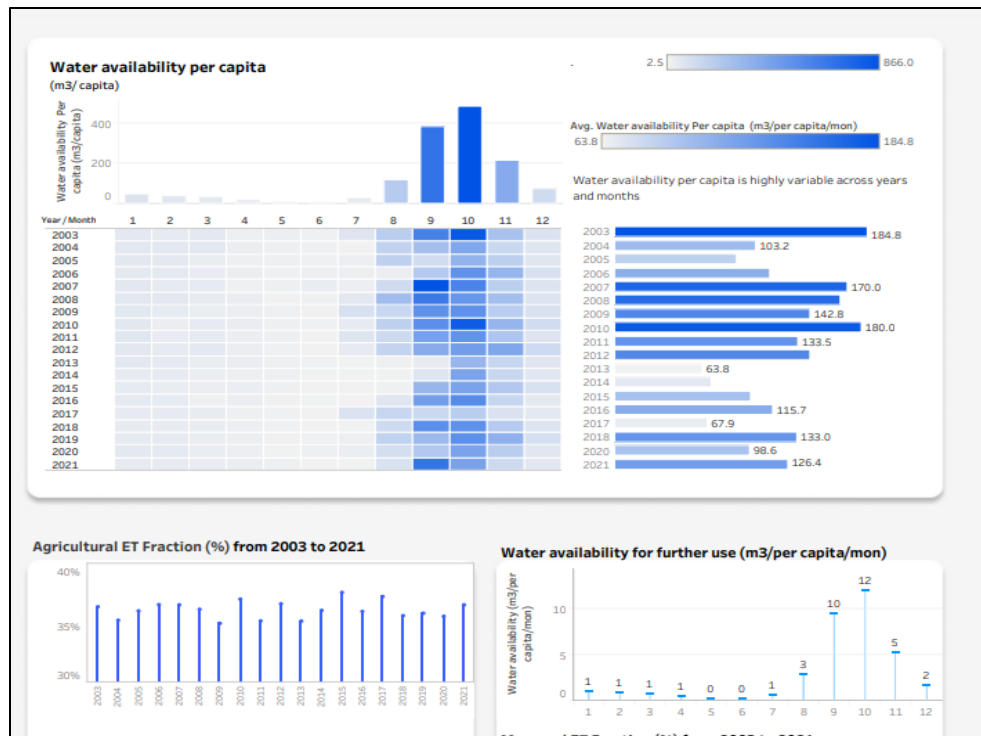 Water availability per capita
(m3/ capita)
. 2.5 866.0
Water availability Per
capita (m3/capita)
400
200
0
Avg. Water availability Per capita (m3/per capita/mon)
63.8 184.8
Water availability per capita is highly variable across years
and months
Year / Month 1 2 3 4 5 6 7 8 9 10 11 12
2003
2004
2005
2006
2007
2008
2009
2010
2011
2012
2013
2014
2015
2016
2017
2018
2019
2020
2021
2003 184.8
2004 103.2
2005
2006
2007 170.0
2008
2009 142.8
2010 180.0
2011 133.5
2012
2013 63.8
2014
2015
2016 115.7
2017 67.9
2018 133.0
2020 98.6
2021 126.4
Agricultural ET Fraction (%) from 2003 to 2021
40%
35%
30%
2003 2004 2005 2006 2007 2008 2009 2010 2011 2012 2013 2014 2015 2016 2017 2018 2019 2020 2021
Water availability for further use (m3/per capita/mon)
Water availability (m3/per
capita/mon)
10
5
0
1 1 1 1 0 0 1 3 10 12 5 2
1 2 3 4 5 6 7 8 9 10 11 12